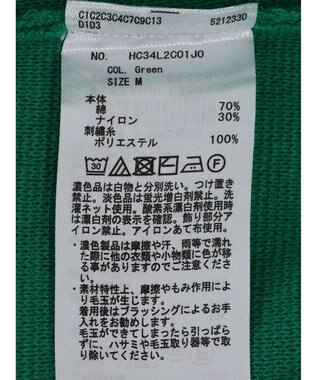 C1C2C3C4C7C9C13
D103
5212330
NO. HC34L2C01J0
COL. Green
SIZE M
本体
綿 70%
ナイロン 30%
刺繍糸
ポリエステル 100%
濃色品は白物と分別洗い。つけ置き
禁止。淡色品は蛍光増白剤禁止。洗
濯ネット使用。酸素系漂白剤使用時
は漂白剤の表示を確認。飾り部分ア
イロン禁止。アイロンはあて布使用。
・濃色製品は、摩擦や汗、雨等で濡れ
た際に他の衣類や小物類に色が移
る事がありますのでご注意くださ
い。
・素材特性上、摩擦やもみ作用によ
り毛玉が生じます。
着用後はブラッシングによるお手
入れをお勧めします。毛玉が
できてしまったら引っぱら
ずに、ハサミや毛玉取り器等で取
り除いてください。